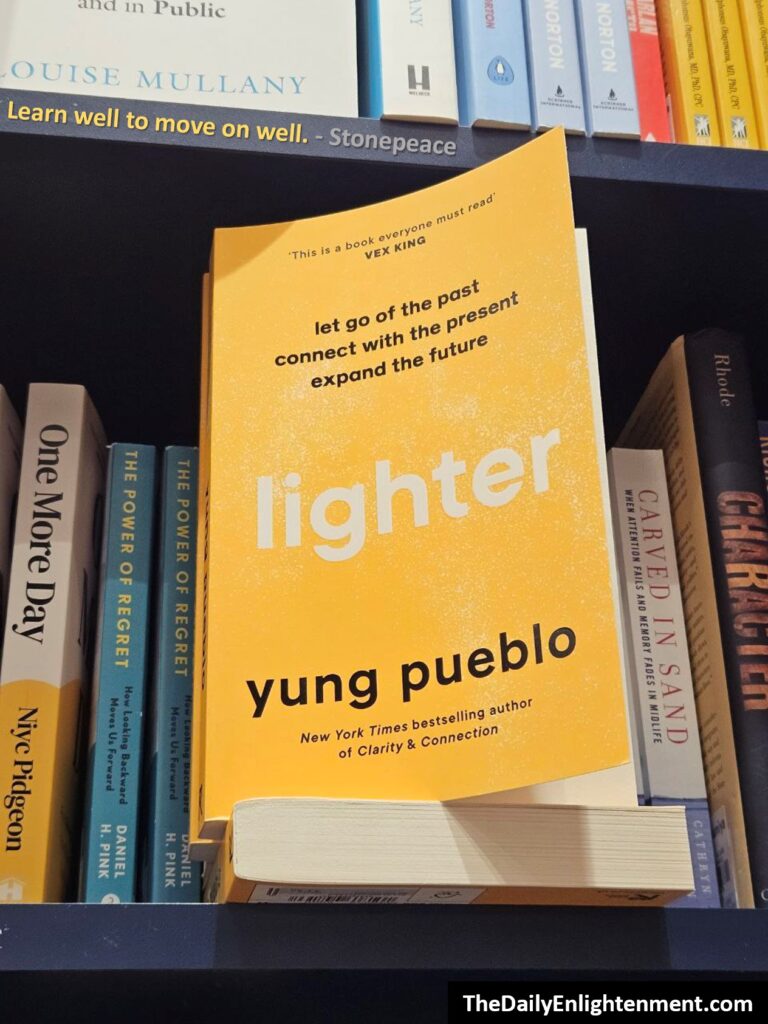 and in Public
LOUISE MULLANY
NORTON
NORTON
NORTON
Learn well to move on well. - Stonepeace
'This is a book everyone must read'
VEX KING
let go of the past
connect with the present
expand the future
lighter
yung pueblo
New York Times bestselling author
of Clarity & Connection
One More Day
Niyc Pidgeon
THE POWER OF REGRET
How Looking Backward
Moves Us Forward
DANIEL
H. PINK
THE POWER OF REGRET
How Looking Backward
Moves Us Forward
DANIEL
H. PINK
CARVED IN SAND
WHEN ATTENTION FAILS AND MEMORY FADES IN MIDLIFE
CATHRYN
Rhode
CHARACTER
TheDailyEnlightenment.com